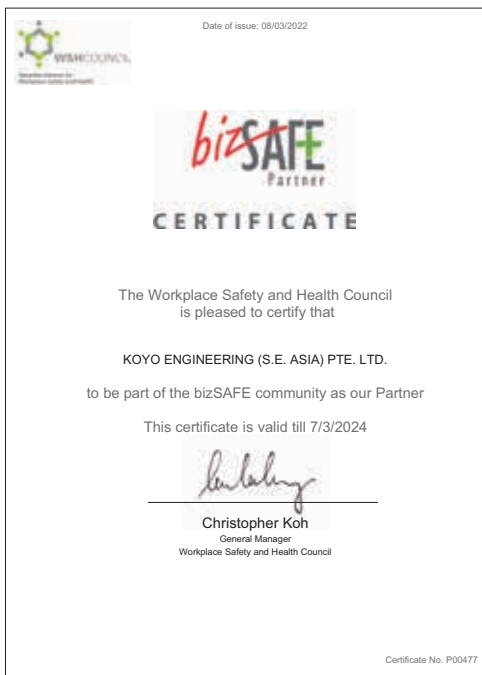 Date of issue: 08/03/2022
WSHCOUNCIL
bizSAFE
Partner
CERTIFICATE
The Workplace Safety and Health Council
is pleased to certify that
KOYO ENGINEERING (S.E. ASIA) PTE. LTD.
to be part of the bizSAFE community as our Partner
This certificate is valid till 7/3/2024
Christopher Koh
General Manager
Workplace Safety and Health Council
Certificate No. P00477